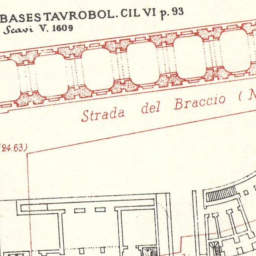 BASES TAVROBOL. CIL VI p. 93
Scavi V. 1609
Strada del Braccio (N
24.63)